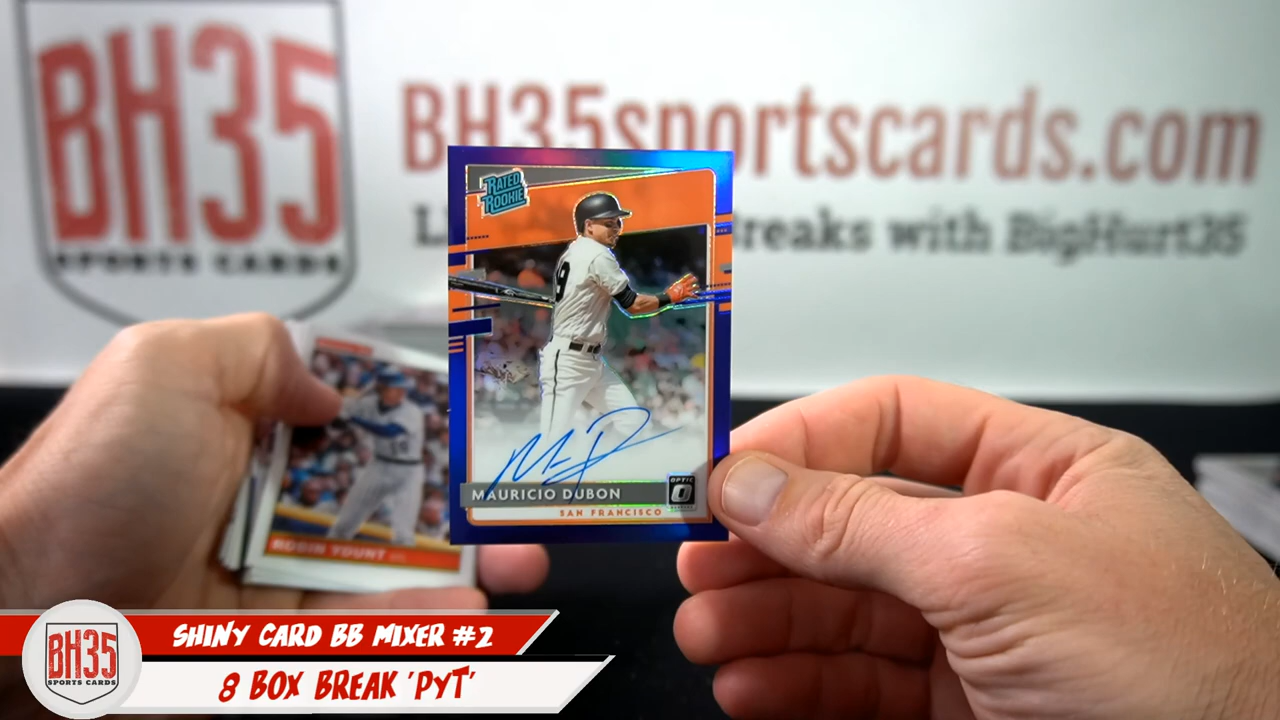 BH35
SPORTS CARDS
BH35sportscards.com
reaks with BigHurt35
RATED
ROOKIE
19
MAURICIO DUBON
SAN FRANCISCO
OPTIC
ROBIN YOUNT
BH35
SPORTS CARDS
SHINY CARD BB MIXER #2
8 BOX BREAK 'PYT'